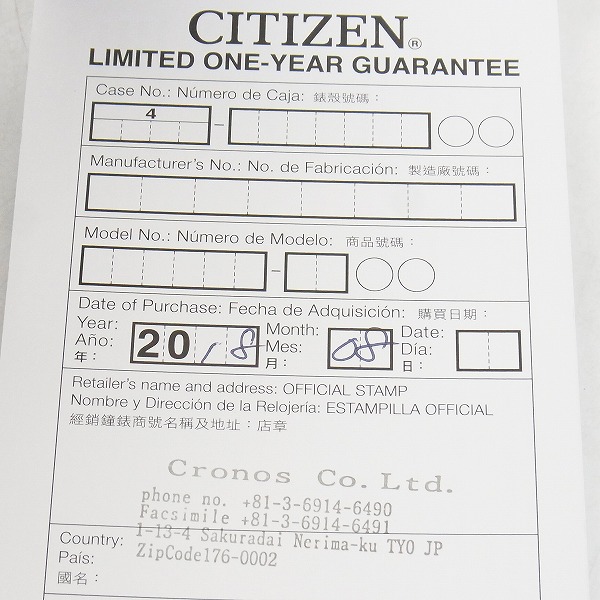 CITIZEN®
LIMITED ONE-YEAR GUARANTEE
Case No.: Número de Caja: 錶殼號碼：
4
Manufacturer's No.: No. de Fabricación: 製造廠號碼：
Model No.: Número de Modelo: 商品號碼：
Date of Purchase: Fecha de Adquisición: 購買日期：
Year: 2018 Month: 08 Date:
Año: Mes: Día:
年： 月： 日：
Retailer's name and address: OFFICIAL STAMP
Nombre y Dirección de la Relojería: ESTAMPILLA OFFICIAL
經銷鐘錶商號名稱及地址：店章
Cronos Co. Ltd.
phone no. +81-3-6914-6490
Facsimile +81-3-6914-6491
1-13-4 Sakuradai Nerima-ku TYO JP
ZipCode176-0002
Country:
País:
國名：